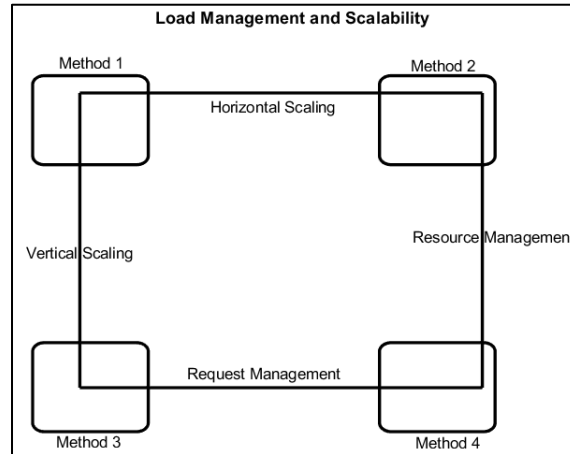 Load Management and Scalability
Method 1
Method 2
Horizontal Scaling
Vertical Scaling
Resource Managemen
Request Management
Method 3
Method 4